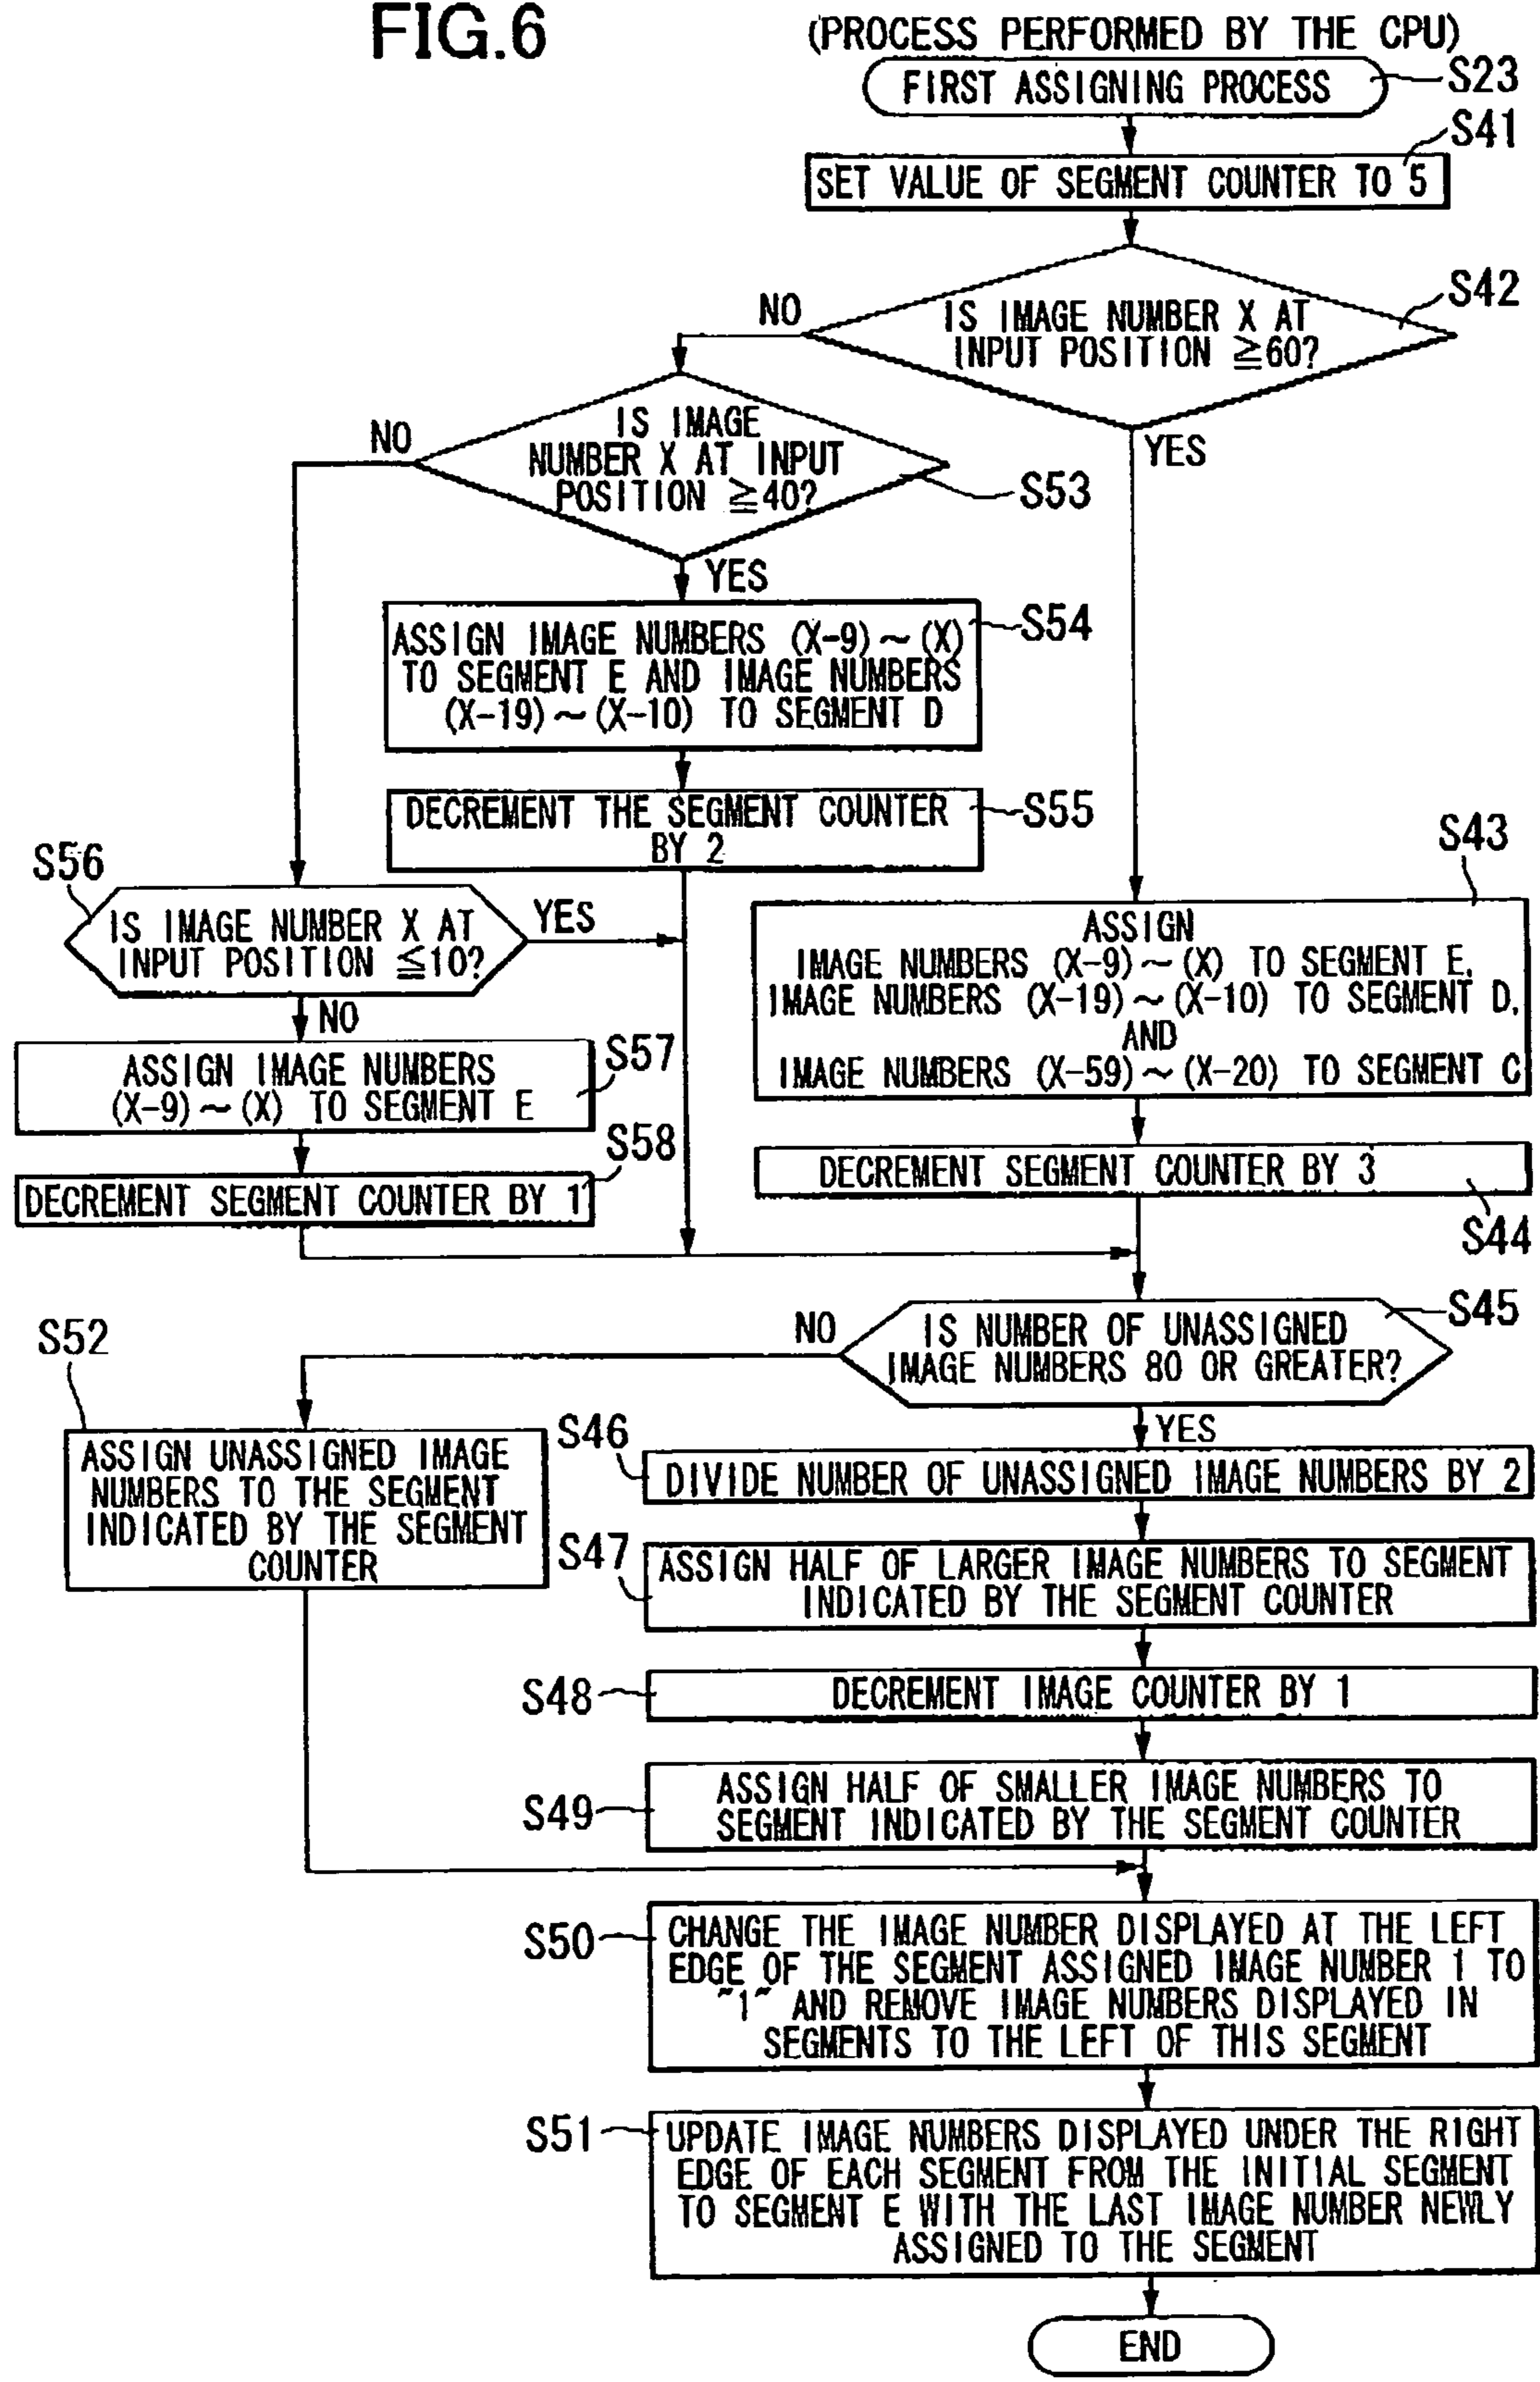 FIG.6
(PROCESS PERFORMED BY THE CPU)
FIRST ASSIGNING PROCESS
S23
S41
SET VALUE OF SEGMENT COUNTER TO 5
S42
IS IMAGE NUMBER X AT
INPUT POSITION ≧60?
NO
YES
IS IMAGE
NUMBER X AT INPUT
POSITION ≧40?
NO
S53
YES
ASSIGN IMAGE NUMBERS (X-9)~(X)
TO SEGMENT E AND IMAGE NUMBERS
(X-19)~(X-10) TO SEGMENT D
S54
DECREMENT THE SEGMENT COUNTER
BY 2
S55
S56
IS IMAGE NUMBER X AT
INPUT POSITION ≦10?
YES
NO
S43
ASSIGN
IMAGE NUMBERS (X-9)~(X) TO SEGMENT E,
IMAGE NUMBERS (X-19)~(X-10) TO SEGMENT D,
AND
IMAGE NUMBERS (X-59)~(X-20) TO SEGMENT C
ASSIGN IMAGE NUMBERS
(X-9)~(X) TO SEGMENT E
S57
S58
DECREMENT SEGMENT COUNTER BY 1
DECREMENT SEGMENT COUNTER BY 3
S44
S45
IS NUMBER OF UNASSIGNED
IMAGE NUMBERS 80 OR GREATER?
NO
YES
S52
ASSIGN UNASSIGNED IMAGE
NUMBERS TO THE SEGMENT
INDICATED BY THE SEGMENT
COUNTER
S46
DIVIDE NUMBER OF UNASSIGNED IMAGE NUMBERS BY 2
S47
ASSIGN HALF OF LARGER IMAGE NUMBERS TO SEGMENT
INDICATED BY THE SEGMENT COUNTER
S48
DECREMENT IMAGE COUNTER BY 1
S49
ASSIGN HALF OF SMALLER IMAGE NUMBERS TO
SEGMENT INDICATED BY THE SEGMENT COUNTER
S50
CHANGE THE IMAGE NUMBER DISPLAYED AT THE LEFT
EDGE OF THE SEGMENT ASSIGNED IMAGE NUMBER 1 TO
"1" AND REMOVE IMAGE NUMBERS DISPLAYED IN
SEGMENTS TO THE LEFT OF THIS SEGMENT
S51
UPDATE IMAGE NUMBERS DISPLAYED UNDER THE RIGHT
EDGE OF EACH SEGMENT FROM THE INITIAL SEGMENT
TO SEGMENT E WITH THE LAST IMAGE NUMBER NEWLY
ASSIGNED TO THE SEGMENT
END